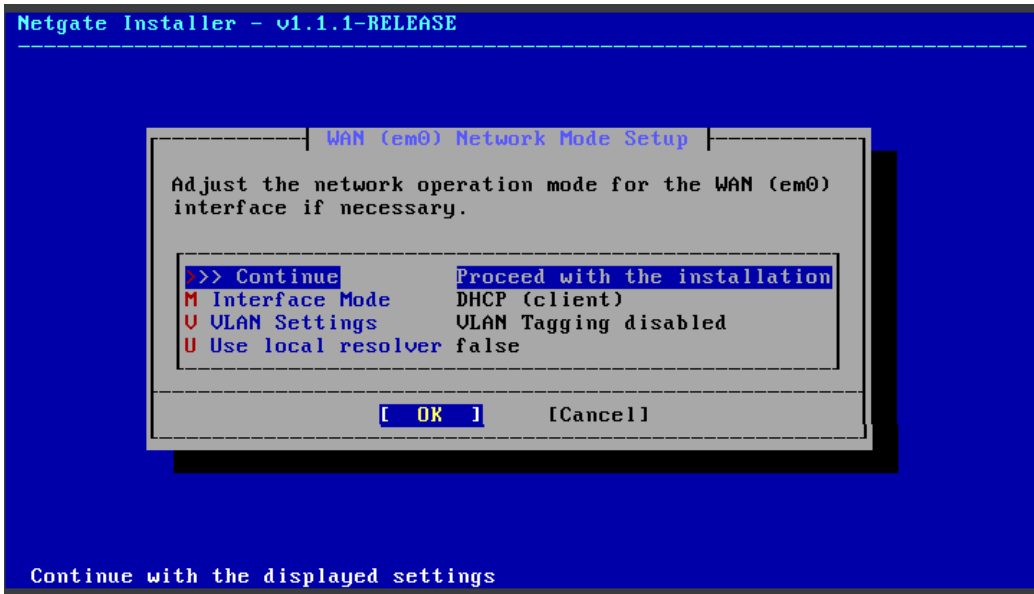 Netgate Installer - v1.1.1-RELEASE
WAN (em0) Network Mode Setup
Adjust the network operation mode for the WAN (em0)
interface if necessary.
>>> Continue Proceed with the installation
M Interface Mode DHCP (client)
V VLAN Settings VLAN Tagging disabled
U Use local resolver false
[ OK ] [Cancel]
Continue with the displayed settings